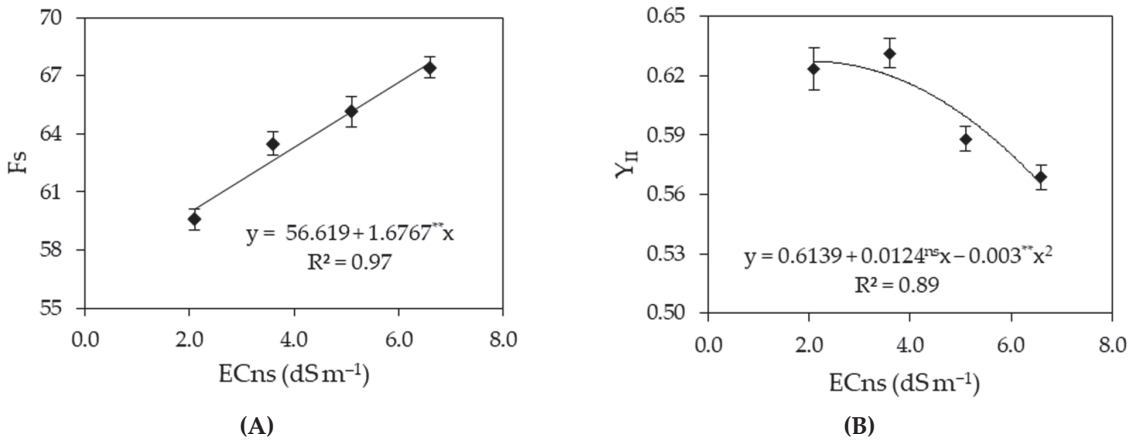 70
67
64
61
58
55
Fs
y = 56.619 + 1.6767**x
R² = 0.97
0.0 2.0 4.0 6.0 8.0
ECns (dS m⁻¹)
(A)
0.65
0.62
0.59
0.56
0.53
0.50
Y_II
y = 0.6139 + 0.0124ⁿˢx – 0.003**x²
R² = 0.89
0.0 2.0 4.0 6.0 8.0
ECns (dS m⁻¹)
(B)